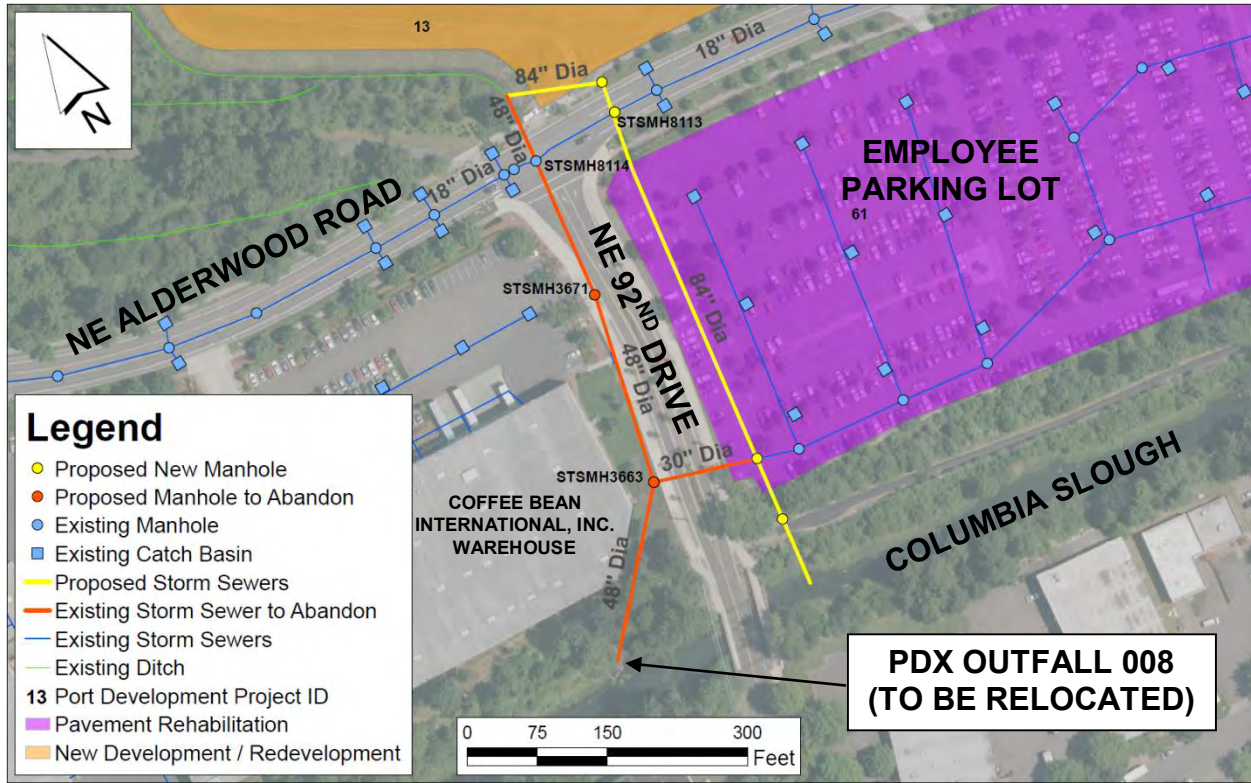 13
18" Dia
84" Dia
48" Dia
STSMH8113
STSMH8114
18" Dia
NE ALDERWOOD ROAD
EMPLOYEE
PARKING LOT
61
NE 92ND DRIVE
84" Dia
STSMH3671
48" Dia
30" Dia
STSMH3663
COFFEE BEAN
INTERNATIONAL, INC.
WAREHOUSE
48" Dia
COLUMBIA SLOUGH
PDX OUTFALL 008
(TO BE RELOCATED)
N
Legend
Proposed New Manhole
Proposed Manhole to Abandon
Existing Manhole
Existing Catch Basin
Proposed Storm Sewers
Existing Storm Sewer to Abandon
Existing Storm Sewers
Existing Ditch
13 Port Development Project ID
Pavement Rehabilitation
New Development / Redevelopment
0 75 150 300
Feet